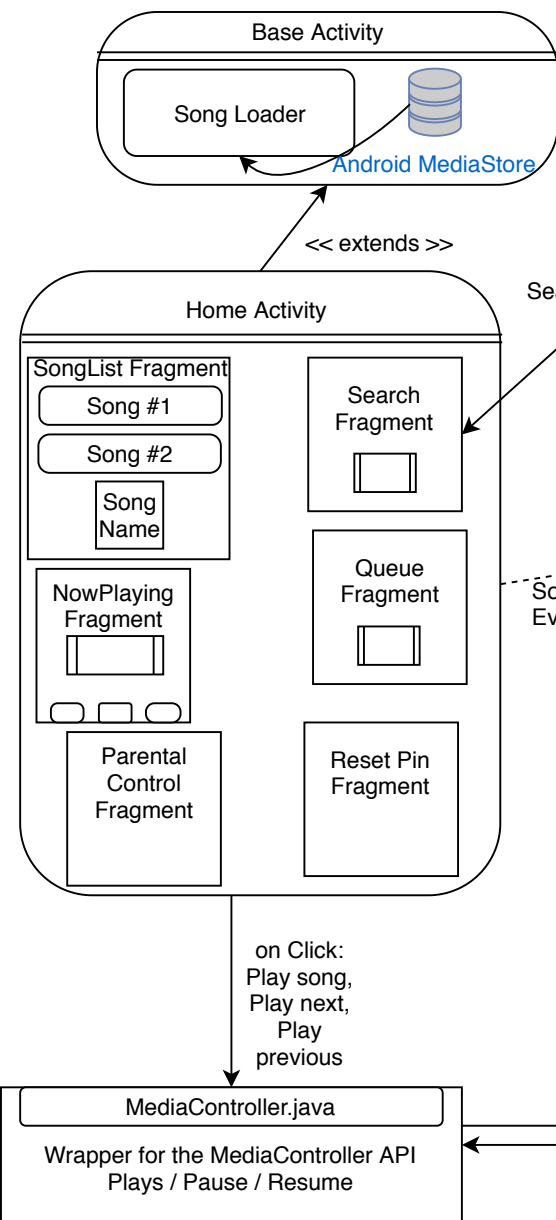 Base Activity
Song Loader
Android MediaStore
<< extends >>
Home Activity
SongList Fragment
Song #1
Song #2
Song
Name
Search
Fragment
NowPlaying
Fragment
Queue
Fragment
Parental
Control
Fragment
Reset Pin
Fragment
on Click:
Play song,
Play next,
Play
previous
MediaController.java
Wrapper for the MediaController API
Plays / Pause / Resume